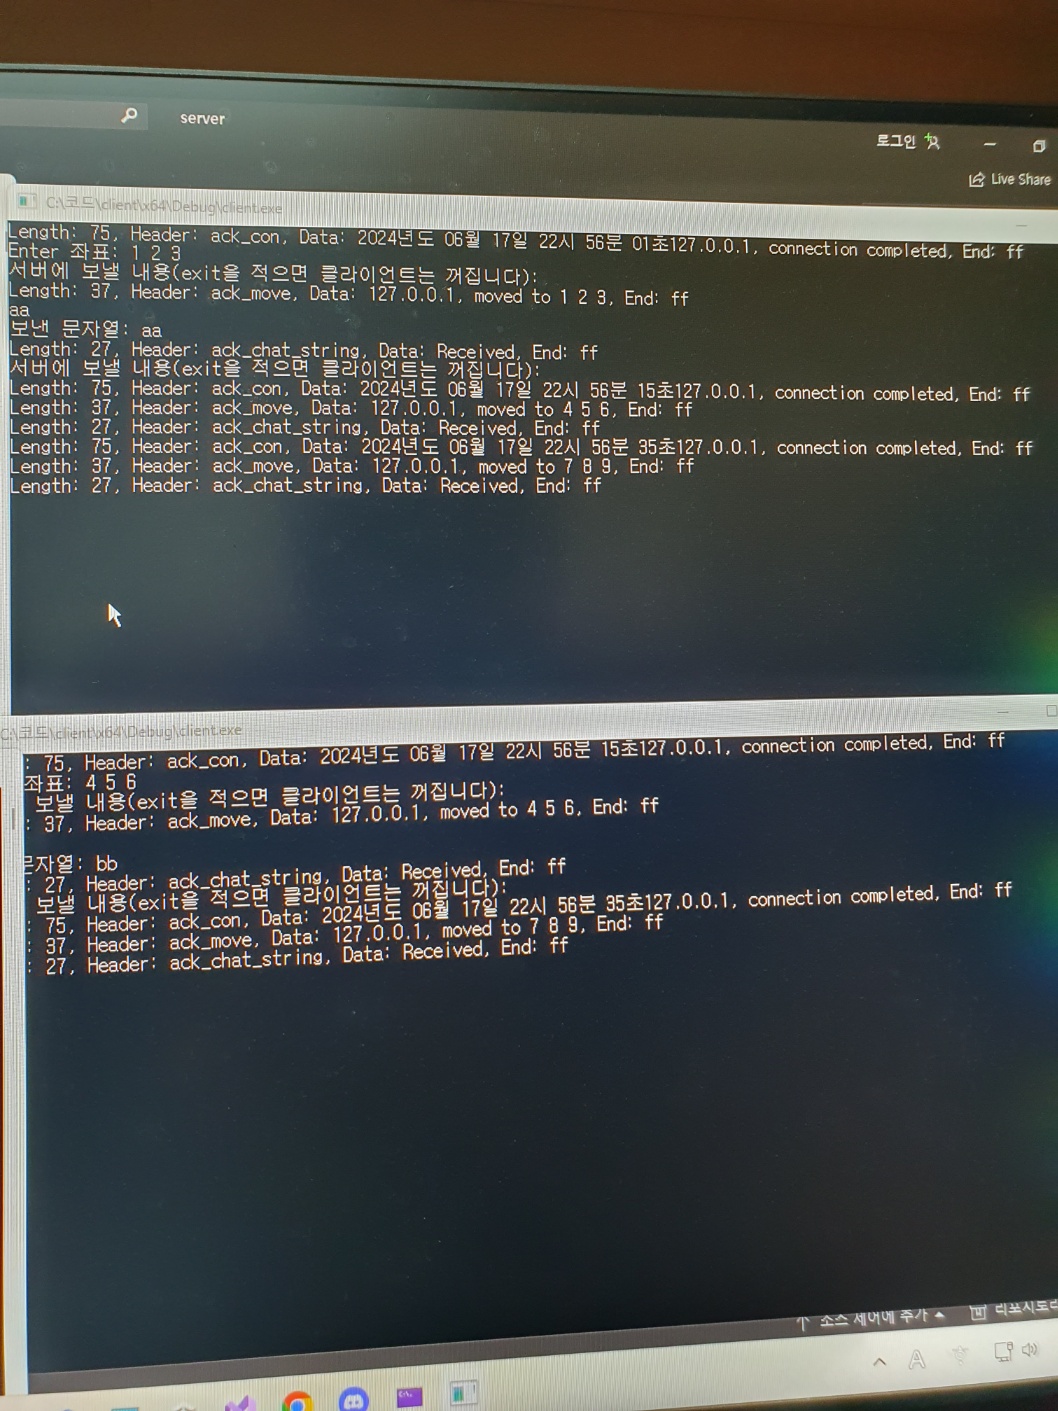 server
로그인
Live Share
C:\코드\client\x64\Debug\client.exe
Length: 75, Header: ack_con, Data: 2024년도 06월 17일 22시 56분 01초127.0.0.1, connection completed, End: ff
Enter 좌표: 1 2 3
서버에 보낼 내용(exit을 적으면 클라이언트는 꺼집니다):
Length: 37, Header: ack_move, Data: 127.0.0.1, moved to 1 2 3, End: ff
aa
보낸 문자열: aa
Length: 27, Header: ack_chat_string, Data: Received, End: ff
서버에 보낼 내용(exit을 적으면 클라이언트는 꺼집니다):
Length: 75, Header: ack_con, Data: 2024년도 06월 17일 22시 56분 15초127.0.0.1, connection completed, End: ff
Length: 37, Header: ack_move, Data: 127.0.0.1, moved to 4 5 6, End: ff
Length: 27, Header: ack_chat_string, Data: Received, End: ff
Length: 75, Header: ack_con, Data: 2024년도 06월 17일 22시 56분 35초127.0.0.1, connection completed, End: ff
Length: 37, Header: ack_move, Data: 127.0.0.1, moved to 7 8 9, End: ff
Length: 27, Header: ack_chat_string, Data: Received, End: ff
C:\코드\client\x64\Debug\client.exe
: 75, Header: ack_con, Data: 2024년도 06월 17일 22시 56분 15초127.0.0.1, connection completed, End: ff
좌표: 4 5 6
보낼 내용(exit을 적으면 클라이언트는 꺼집니다):
: 37, Header: ack_move, Data: 127.0.0.1, moved to 4 5 6, End: ff
문자열: bb
: 27, Header: ack_chat_string, Data: Received, End: ff
보낼 내용(exit을 적으면 클라이언트는 꺼집니다):
: 75, Header: ack_con, Data: 2024년도 06월 17일 22시 56분 35초127.0.0.1, connection completed, End: ff
: 37, Header: ack_move, Data: 127.0.0.1, moved to 7 8 9, End: ff
: 27, Header: ack_chat_string, Data: Received, End: ff
소스 제어에 추가
A